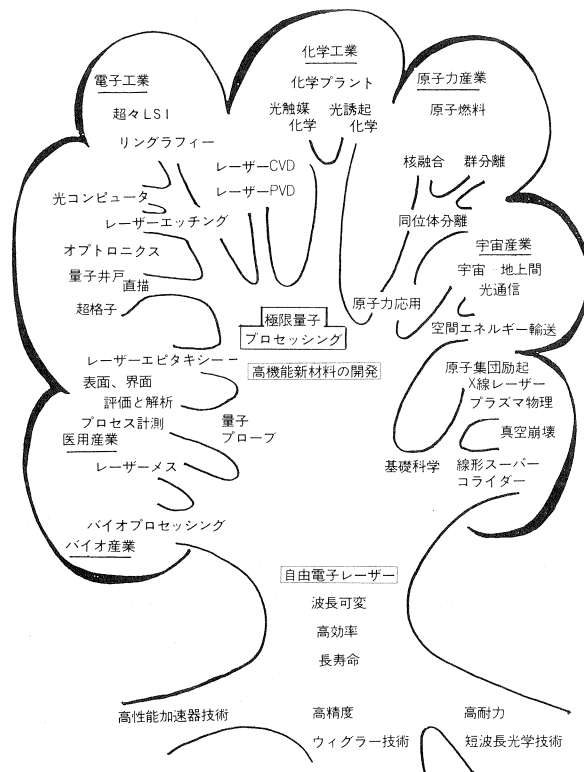 化学工業
電子工業
化学プラント
原子力産業
超々LSI
光触媒
化学
光誘起
化学
原子燃料
リングラフィー
レーザーCVD
レーザーPVD
核融合
群分離
光コンピュータ
レーザーエッチング
同位体分離
オプトロニクス
宇宙産業
量子井戸
直描
宇宙 地上間
光通信
超格子
原子力応用
極限量子
プロセッシング
空間エネルギー輸送
レーザーエピタキシー
高機能新材料の開発
原子集団励起
X線レーザー
プラズマ物理
表面、界面
評価と解析
プロセス計測
量子
プローブ
真空崩壊
医用産業
レーザーメス
基礎科学
線形スーパー
コライダー
バイオプロセッシング
バイオ産業
自由電子レーザー
波長可変
高効率
長寿命
高性能加速器技術
高精度
ウィグラー技術
高耐力
短波長光学技術